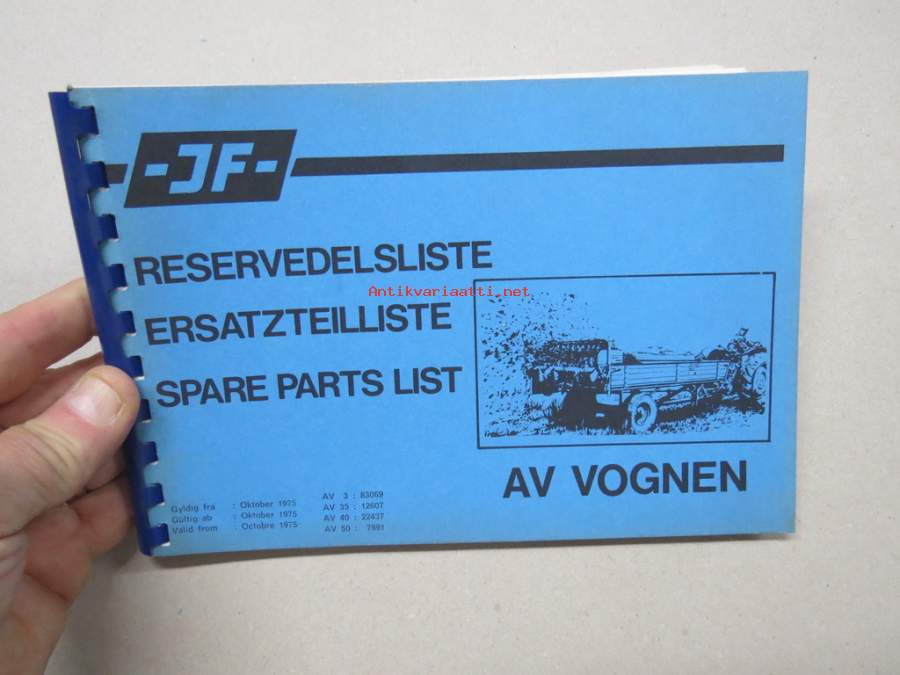 -JF-
RESERVEDELSLISTE
Antikvariaatti.net
ERSATZTEILLISTE
SPARE PARTS LIST
AV VOGNEN
Gyldig fra : Oktober 1975 AV 3 : 83069
Gültig ab : Oktober 1975 AV 35 : 12607
Valid from : Octobre 1975 AV 40 : 22437
AV 50 : 7891